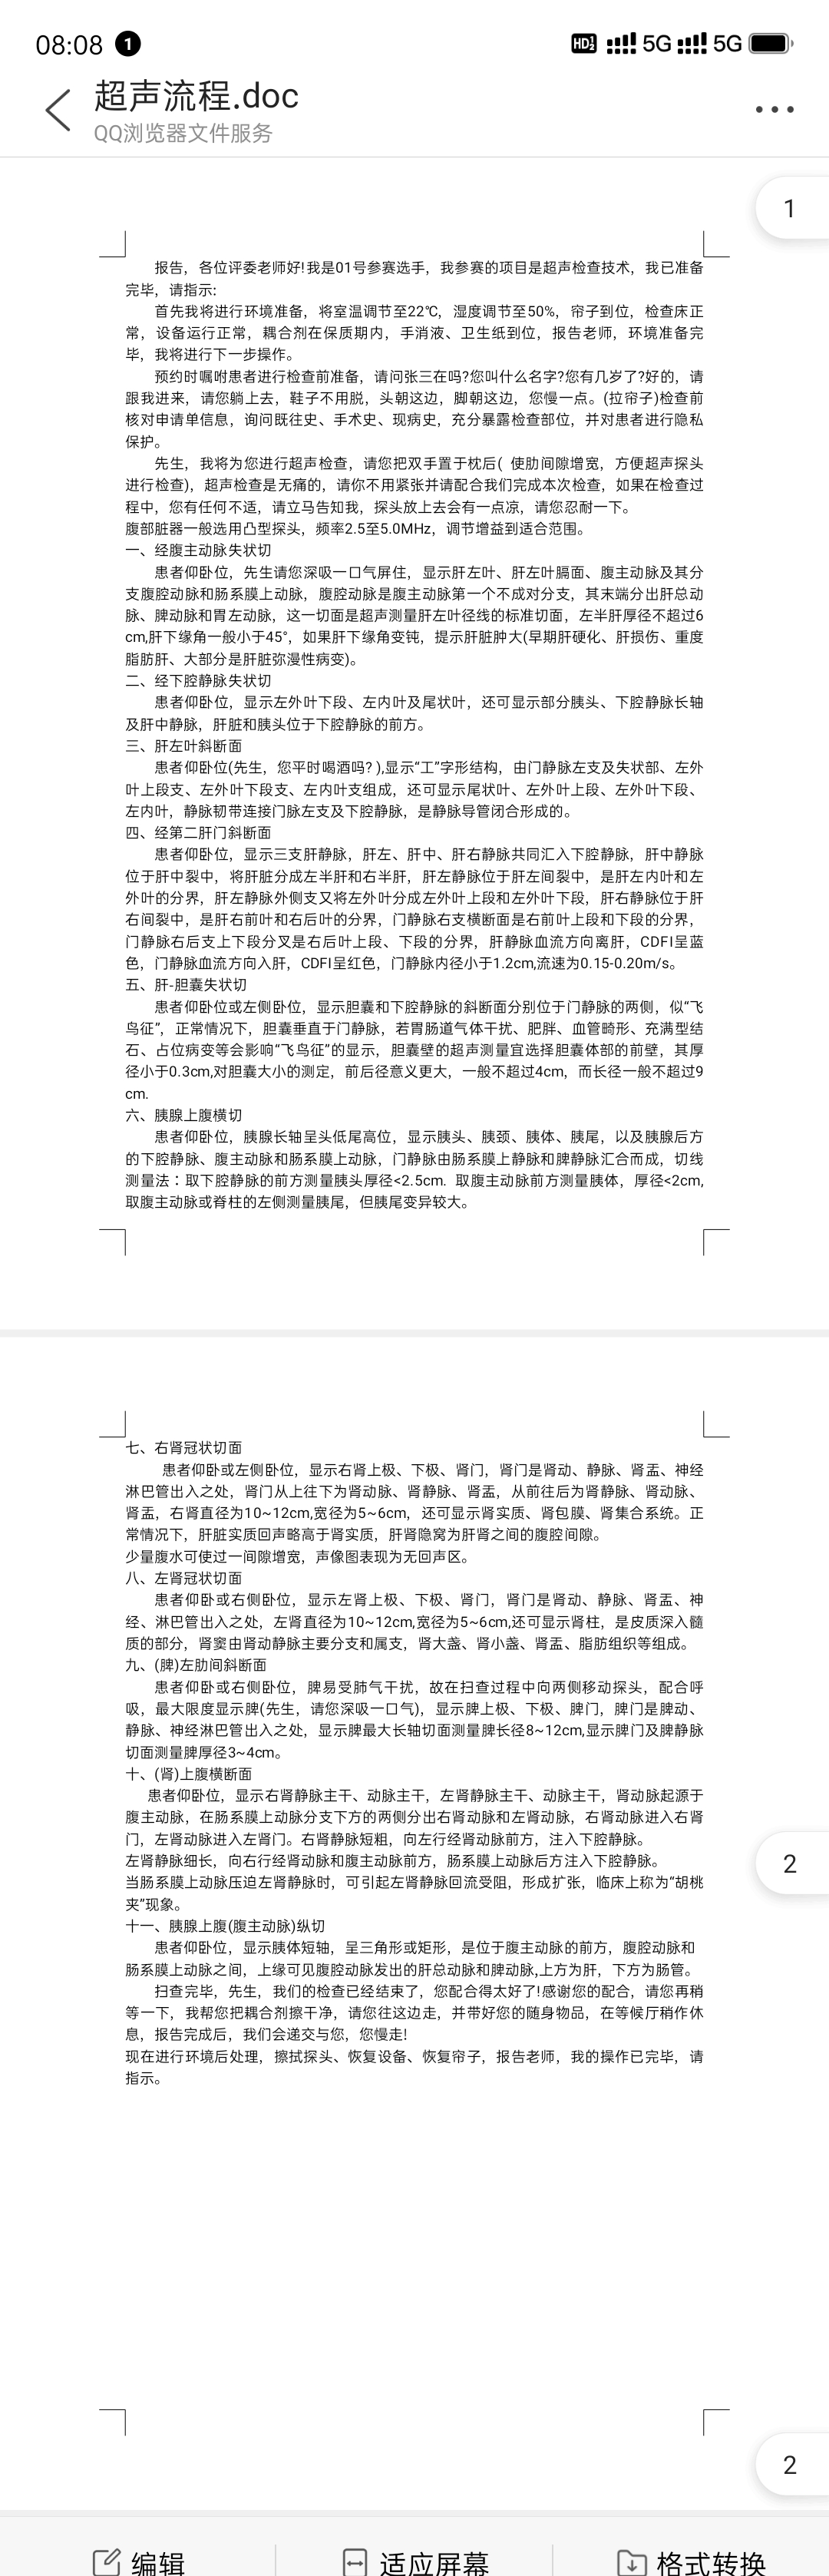 08:08 1 HD 1 2 5G 5G
超声流程.doc
QQ浏览器文件服务
1
报告，各位评委老师好!我是01号参赛选手，我参赛的项目是超声检查技术，我已准备
完毕，请指示:
首先我将进行环境准备，将室温调节至22℃，湿度调节至50%，帘子到位，检查床正
常，设备运行正常，耦合剂在保质期内，手消液、卫生纸到位，报告老师，环境准备完
毕，我将进行下一步操作。
预约时嘱咐患者进行检查前准备，请问张三在吗?您叫什么名字?您有几岁了?好的，请
跟我进来，请您躺上去，鞋子不用脱，头朝这边，脚朝这边，您慢一点。(拉帘子)检查前
核对申请单信息，询问既往史、手术史、现病史，充分暴露检查部位，并对患者进行隐私
保护。
先生，我将为您进行超声检查，请您把双手置于枕后( 使肋间隙增宽，方便超声探头
进行检查)，超声检查是无痛的，请你不用紧张并请配合我们完成本次检查，如果在检查过
程中，您有任何不适，请立马告知我，探头放上去会有一点凉，请您忍耐一下。
腹部脏器一般选用凸型探头，频率2.5至5.0MHz，调节增益到适合范围。
一、经腹主动脉失状切
患者仰卧位，先生请您深吸一口气屏住，显示肝左叶、肝左叶膈面、腹主动脉及其分
支腹腔动脉和肠系膜上动脉，腹腔动脉是腹主动脉第一个不成对分支，其末端分出肝总动
脉、脾动脉和胃左动脉，这一切面是超声测量肝左叶径线的标准切面，左半肝厚径不超过6
cm,肝下缘角一般小于45°，如果肝下缘角变钝，提示肝脏肿大(早期肝硬化、肝损伤、重度
脂肪肝、大部分是肝脏弥漫性病变)。
二、经下腔静脉失状切
患者仰卧位，显示左外叶下段、左内叶及尾状叶，还可显示部分胰头、下腔静脉长轴
及肝中静脉，肝脏和胰头位于下腔静脉的前方。
三、肝左叶斜断面
患者仰卧位(先生，您平时喝酒吗? ),显示“工”字形结构，由门静脉左支及失状部、左外
叶上段支、左外叶下段支、左内叶支组成，还可显示尾状叶、左外叶上段、左外叶下段、
左内叶，静脉韧带连接门脉左支及下腔静脉，是静脉导管闭合形成的。
四、经第二肝门斜断面
患者仰卧位，显示三支肝静脉，肝左、肝中、肝右静脉共同汇入下腔静脉，肝中静脉
位于肝中裂中，将肝脏分成左半肝和右半肝，肝左静脉位于肝左间裂中，是肝左内叶和左
外叶的分界，肝左静脉外侧支又将左外叶分成左外叶上段和左外叶下段，肝右静脉位于肝
右间裂中，是肝右前叶和右后叶的分界，门静脉右支横断面是右前叶上段和下段的分界，
门静脉右后支上下段分叉是右后叶上段、下段的分界，肝静脉血流方向离肝，CDFI呈蓝
色，门静脉血流方向入肝，CDFI呈红色，门静脉内径小于1.2cm,流速为0.15-0.20m/s。
五、肝-胆囊失状切
患者仰卧位或左侧卧位，显示胆囊和下腔静脉的斜断面分别位于门静脉的两侧，似“飞
鸟征”，正常情况下，胆囊垂直于门静脉，若胃肠道气体干扰、肥胖、血管畸形、充满型结
石、占位病变等会影响“飞鸟征”的显示，胆囊壁的超声测量宜选择胆囊体部的前壁，其厚
径小于0.3cm,对胆囊大小的测定，前后径意义更大，一般不超过4cm，而长径一般不超过9
cm.
六、胰腺上腹横切
患者仰卧位，胰腺长轴呈头低尾高位，显示胰头、胰颈、胰体、胰尾，以及胰腺后方
的下腔静脉、腹主动脉和肠系膜上动脉，门静脉由肠系膜上静脉和脾静脉汇合而成，切线
测量法：取下腔静脉的前方测量胰头厚径<2.5cm. 取腹主动脉前方测量胰体，厚径<2cm,
取腹主动脉或脊柱的左侧测量胰尾，但胰尾变异较大。
七、右肾冠状切面
患者仰卧或左侧卧位，显示右肾上极、下极、肾门，肾门是肾动、静脉、肾盂、神经
淋巴管出入之处，肾门从上往下为肾动脉、肾静脉、肾盂，从前往后为肾静脉、肾动脉、
肾盂，右肾直径为10~12cm,宽径为5~6cm，还可显示肾实质、肾包膜、肾集合系统。正
常情况下，肝脏实质回声略高于肾实质，肝肾隐窝为肝肾之间的腹腔间隙。
少量腹水可使过一间隙增宽，声像图表现为无回声区。
八、左肾冠状切面
患者仰卧或右侧卧位，显示左肾上极、下极、肾门，肾门是肾动、静脉、肾盂、神
经、淋巴管出入之处，左肾直径为10~12cm,宽径为5~6cm,还可显示肾柱，是皮质深入髓
质的部分，肾窦由肾动静脉主要分支和属支，肾大盏、肾小盏、肾盂、脂肪组织等组成。
九、(脾)左肋间斜断面
患者仰卧或右侧卧位，脾易受肺气干扰，故在扫查过程中向两侧移动探头，配合呼
吸，最大限度显示脾(先生，请您深吸一口气)，显示脾上极、下极、脾门，脾门是脾动、
静脉、神经淋巴管出入之处，显示脾最大长轴切面测量脾长径8~12cm,显示脾门及脾静脉
切面测量脾厚径3~4cm。
十、(肾)上腹横断面
患者仰卧位，显示右肾静脉主干、动脉主干，左肾静脉主干、动脉主干，肾动脉起源于
腹主动脉，在肠系膜上动脉分支下方的两侧分出右肾动脉和左肾动脉，右肾动脉进入右肾
门，左肾动脉进入左肾门。右肾静脉短粗，向左行经肾动脉前方，注入下腔静脉。
左肾静脉细长，向右行经肾动脉和腹主动脉前方，肠系膜上动脉后方注入下腔静脉。
2
当肠系膜上动脉压迫左肾静脉时，可引起左肾静脉回流受阻，形成扩张，临床上称为“胡桃
夹”现象。
十一、胰腺上腹(腹主动脉)纵切
患者仰卧位，显示胰体短轴，呈三角形或矩形，是位于腹主动脉的前方，腹腔动脉和
肠系膜上动脉之间，上缘可见腹腔动脉发出的肝总动脉和脾动脉,上方为肝，下方为肠管。
扫查完毕，先生，我们的检查已经结束了，您配合得太好了!感谢您的配合，请您再稍
等一下，我帮您把耦合剂擦干净，请您往这边走，并带好您的随身物品，在等候厅稍作休
息，报告完成后，我们会递交与您，您慢走!
现在进行环境后处理，擦拭探头、恢复设备、恢复帘子，报告老师，我的操作已完毕，请
指示。
2
编辑 适应屏幕 格式转换